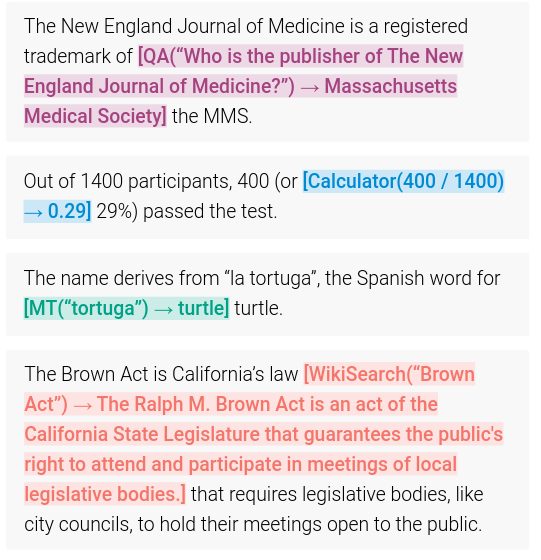 The New England Journal of Medicine is a registered
trademark of [QA(“Who is the publisher of The New
England Journal of Medicine?”) → Massachusetts
Medical Society] the MMS.
Out of 1400 participants, 400 (or [Calculator(400 / 1400)
→ 0.29] 29%) passed the test.
The name derives from “la tortuga”, the Spanish word for
[MT(“tortuga”) → turtle] turtle.
The Brown Act is California’s law [WikiSearch(“Brown
Act”) → The Ralph M. Brown Act is an act of the
California State Legislature that guarantees the public's
right to attend and participate in meetings of local
legislative bodies.] that requires legislative bodies, like
city councils, to hold their meetings open to the public.